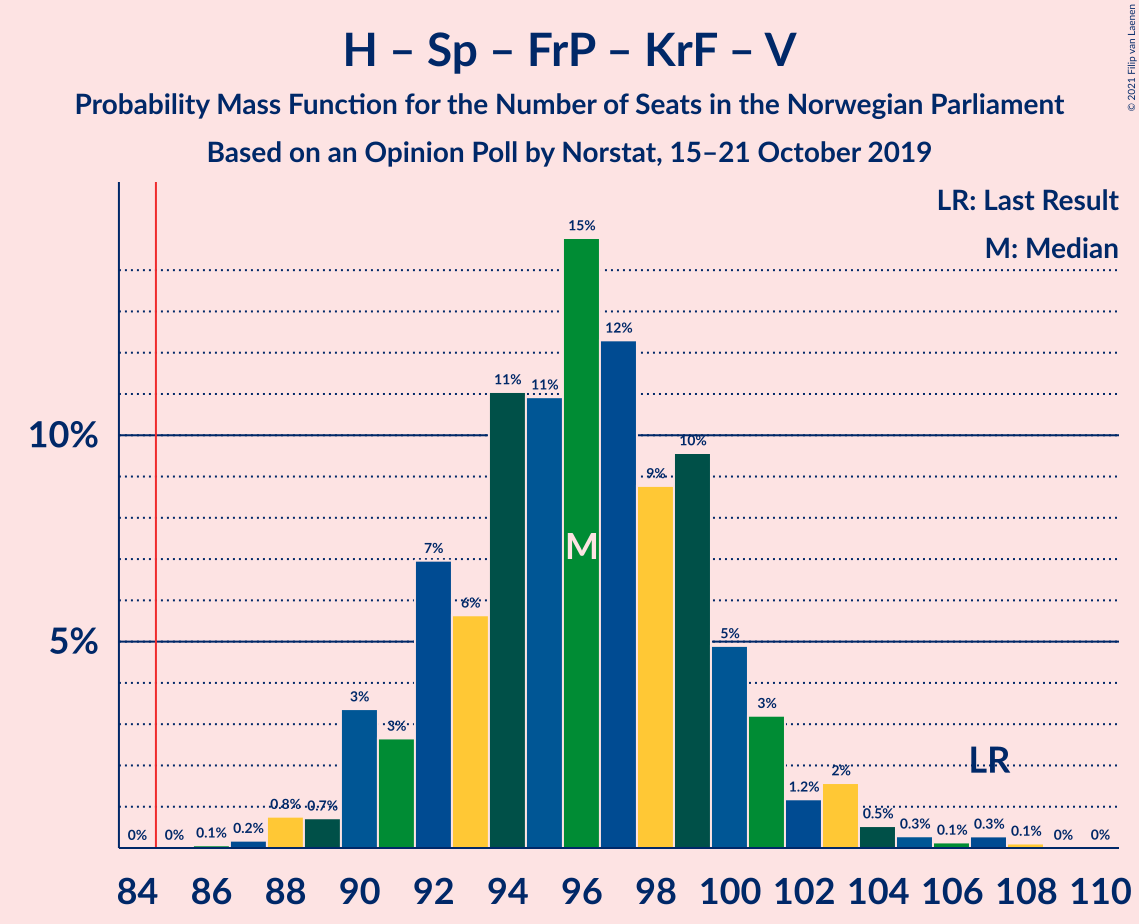 H – Sp – FrP – KrF – V
Probability Mass Function for the Number of Seats in the Norwegian Parliament
Based on an Opinion Poll by Norstat, 15–21 October 2019
© 2021 Filip van Laenen
LR: Last Result
M: Median
10%
5%
0% 0% 0.1% 0.2% 0.8% 0.7% 3% 3% 7% 6% 11% 11% 15% 12% 9% 10% 5% 3% 1.2% 2% 0.5% 0.3% 0.1% 0.3% 0.1% 0% 0%
M
LR
84 86 88 90 92 94 96 98 100 102 104 106 108 110